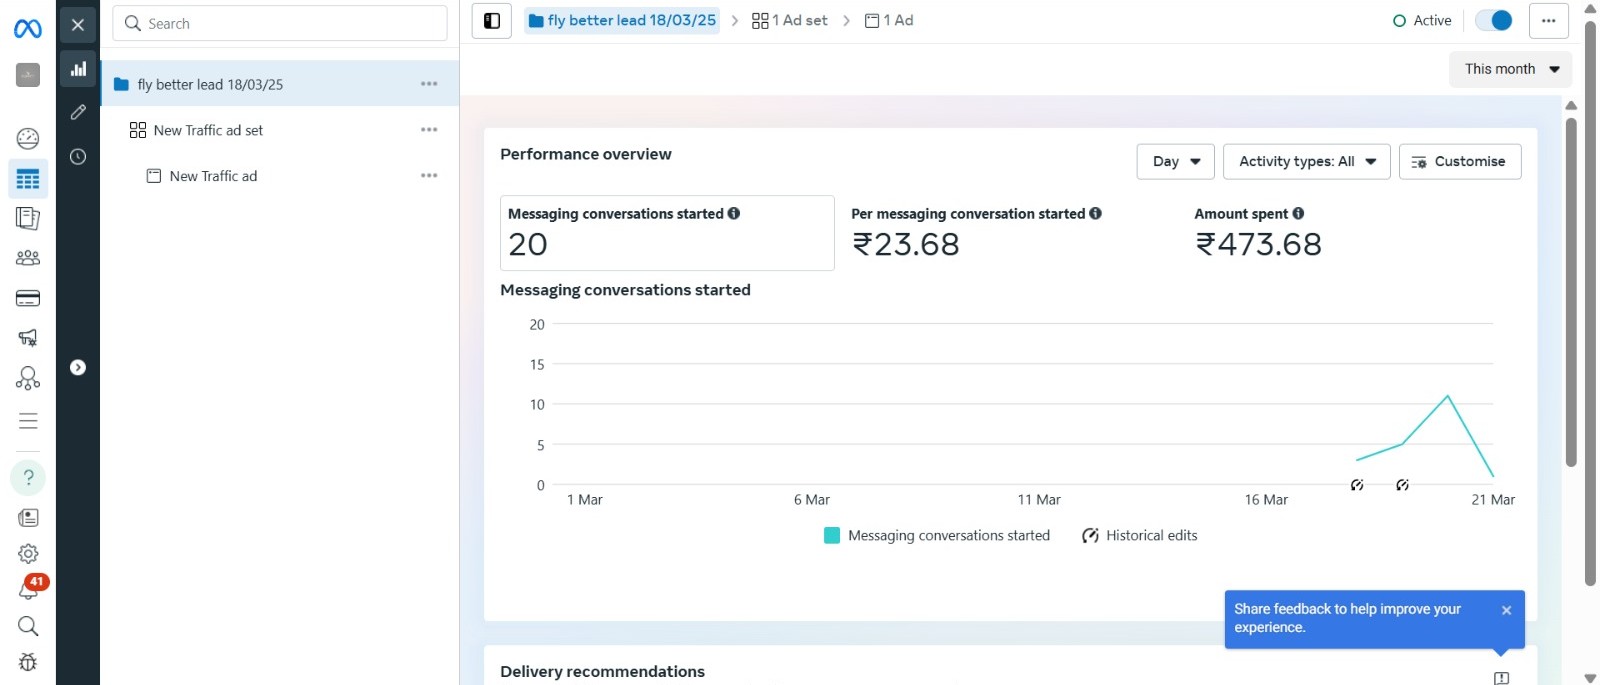 Search
fly better lead 18/03/25
1 Ad set
1 Ad
Active
This month
fly better lead 18/03/25
New Traffic ad set
New Traffic ad
Performance overview
Day
Activity types: All
Customise
Messaging conversations started
Per messaging conversation started
Amount spent
20
₹23.68
₹473.68
Messaging conversations started
20
15
10
5
0
1 Mar
6 Mar
11 Mar
16 Mar
21 Mar
Messaging conversations started
Historical edits
?
41
Share feedback to help improve your
experience.
Delivery recommendations